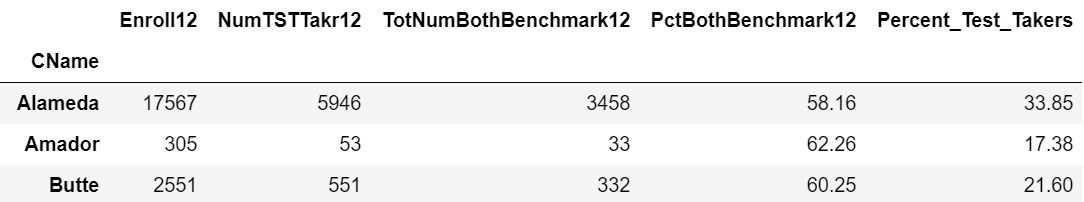 Enroll12 NumTSTTakr12 TotNumBothBenchmark12 PctBothBenchmark12 Percent_Test_Takers
CName
Alameda 17567 5946 3458 58.16 33.85
Amador 305 53 33 62.26 17.38
Butte 2551 551 332 60.25 21.60